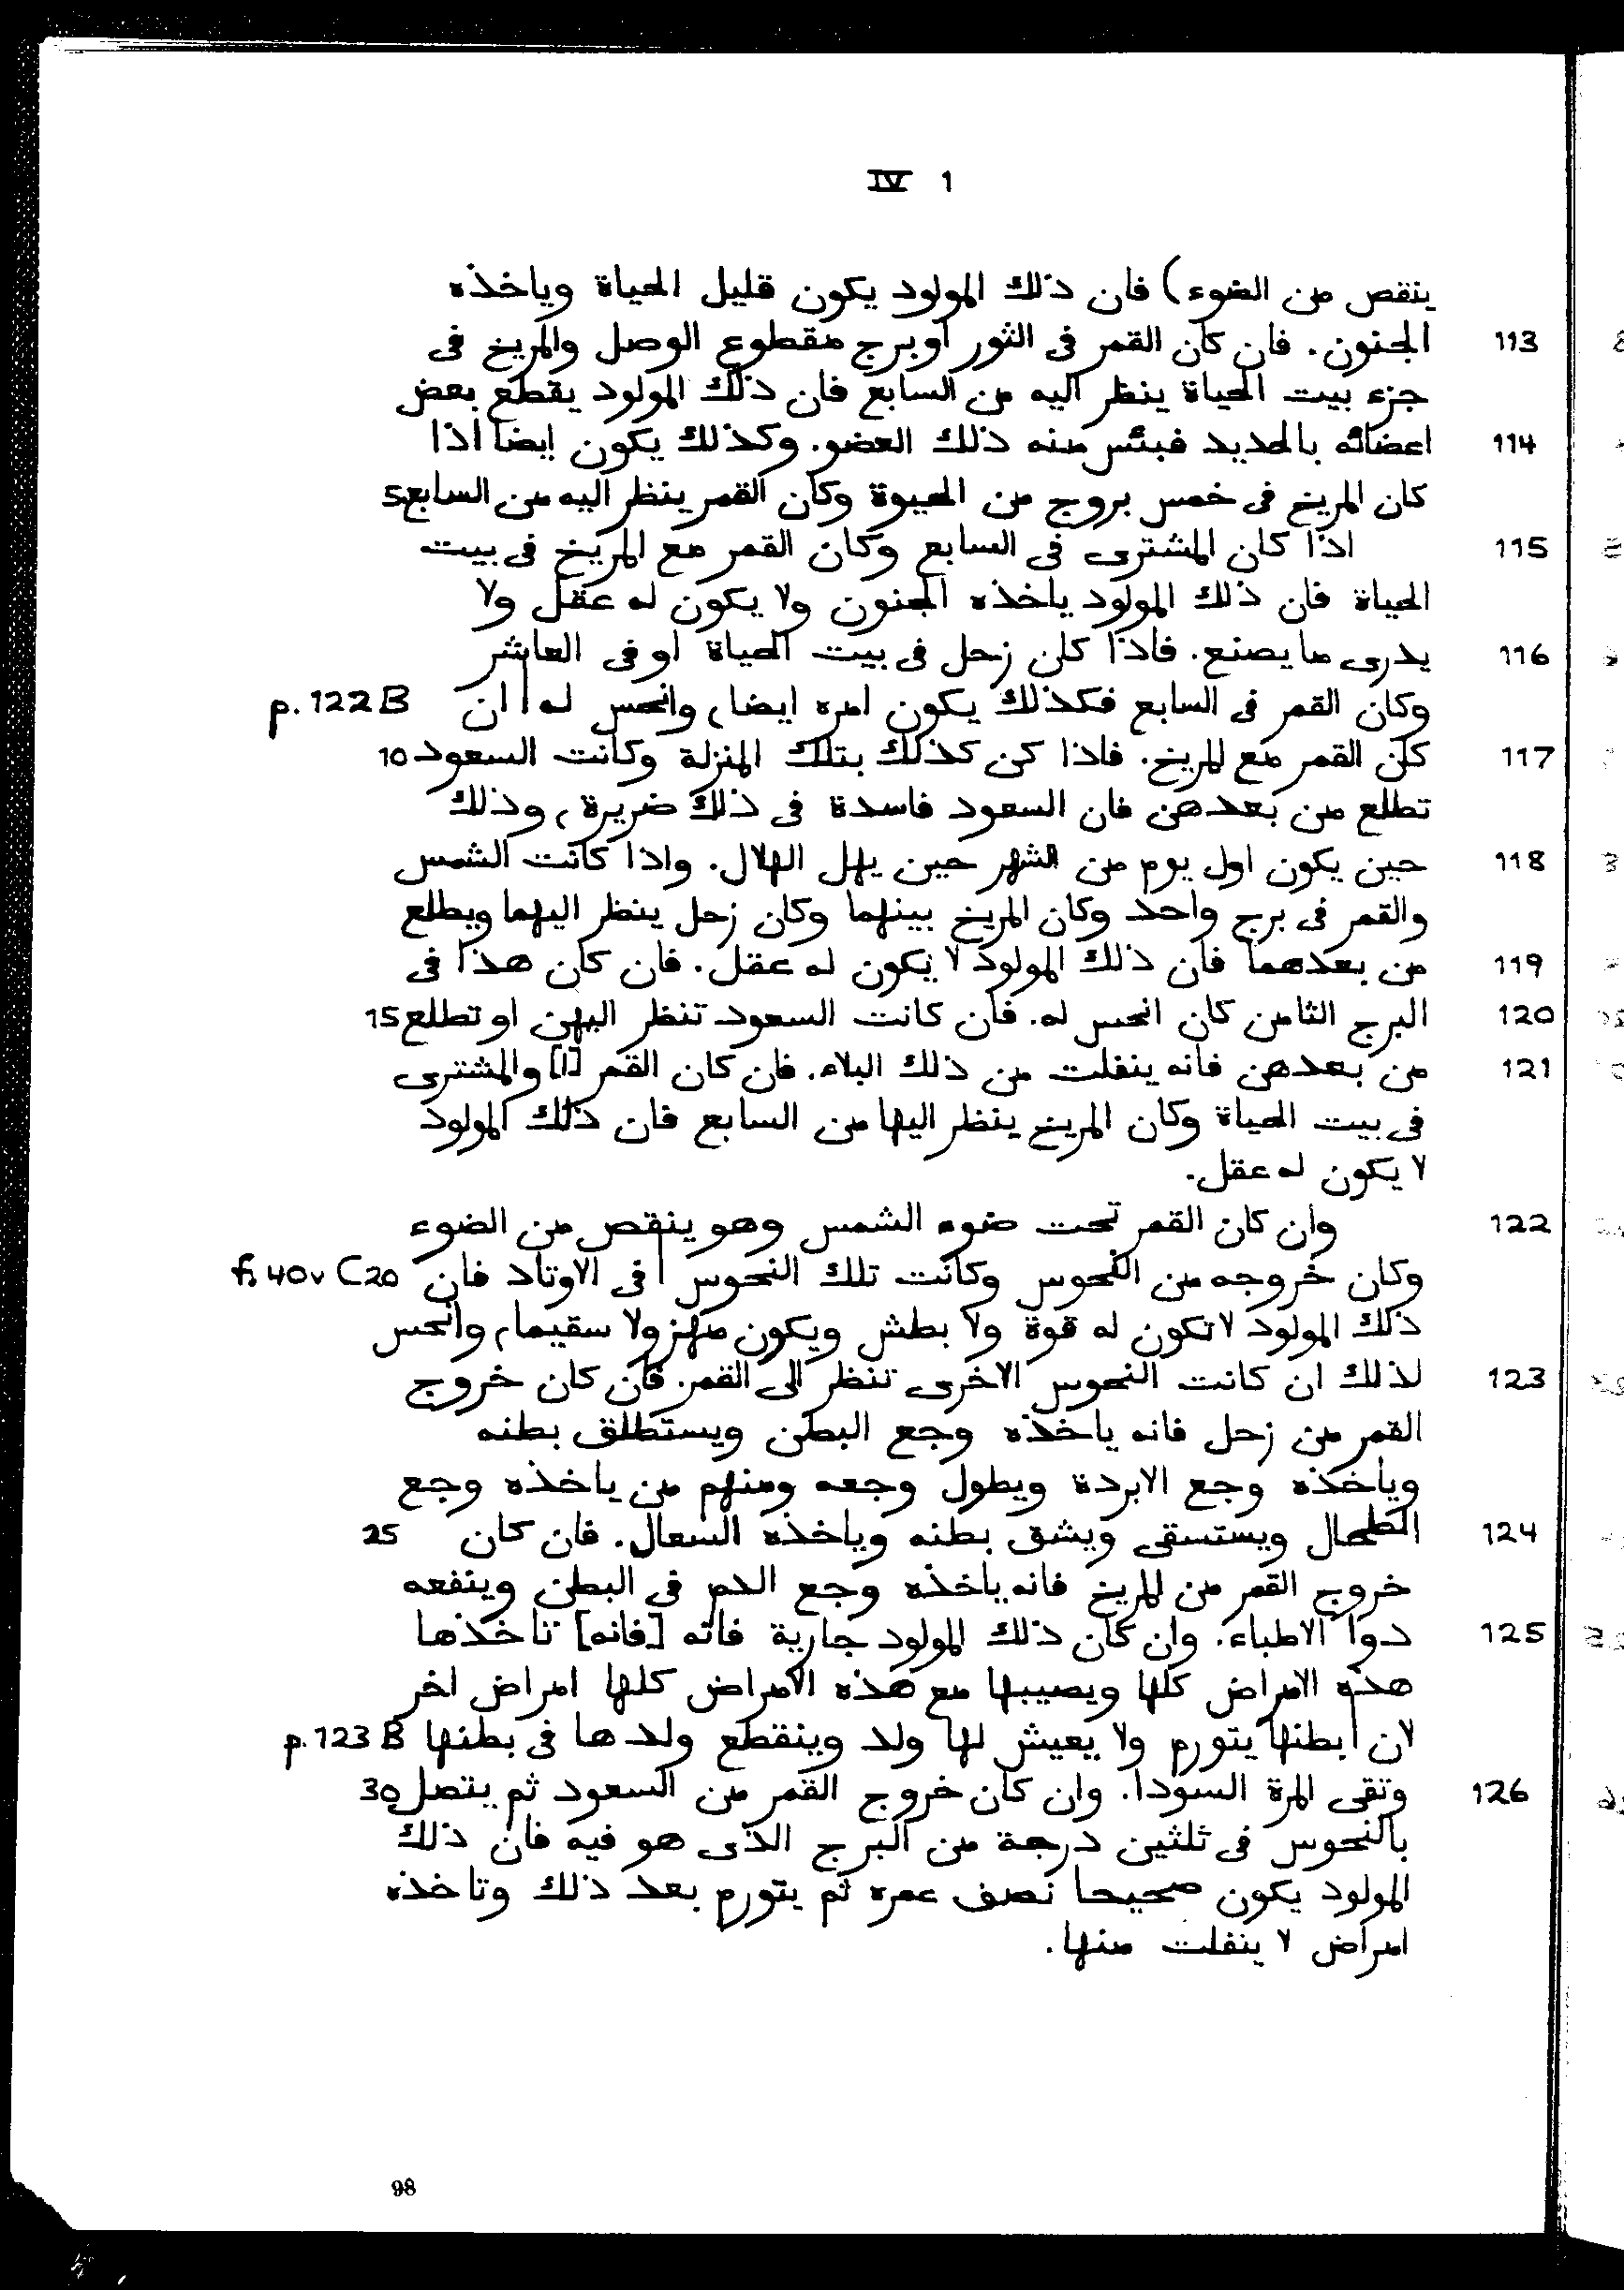 IV 1
ينقص من الضوء) فان ذلك المولود يكون قليل الحياة وياخذه
113 الجنون. فان كان القمر فى الثور او برج مقطوع الوصل والمريخ فى
جزء بيت الحياة ينظر اليه من السابع فان ذلك المولود يقطع بعض
114 اعضائه بالحديد فبئس منه ذلك العضو. وكذلك يكون ايضا اذا
كان المريخ فى خمس بروج من الحيوة وكان القمر ينظر اليه من السابع. 5
115 اذا كان المشترى فى السابع وكان القمر مع المريخ فى بيت
الحياة فان ذلك المولود ياخذه الجنون ولا يكون له عقل ولا
116 يدرى ما يصنع. فاذا كان زحل فى بيت الحياة او فى العاشر
وكان القمر فى السابع فكذلك يكون امره ايضا، وانحس له | ان p. 122 B
117 كان القمر مع المريخ. فاذا كن كذلك بتلك المنزلة وكانت السعود 10
تطلع من بعدهن فان السعود فاسدة فى ذلك ضريرة، وذلك
118 حين يكون اول يوم من الشهر حين يهل الهلال. واذا كانت الشمس
والقمر فى برج واحد وكان المريخ بينهما وكان زحل ينظر اليهما ويطلع
119 من بعدهما فان ذلك المولود لا يكون له عقل. فان كان هذا فى
120 البرج الثامن كان انحس له. فان كانت السعود تنظر اليهن او تطلع 15
121 من بعدهن فانه ينفلت من ذلك البلاء. فان كان القمر [ا] والمشترى
فى بيت الحياة وكان المريخ ينظر اليها من السابع فان ذلك المولود
لا يكون له عقل.
122 وان كان القمر تحت ضوء الشمس وهو ينقص من الضوء
وكان خروجه من النحوس وكانت تلك النحوس | فى الاوتاد فان f. 40v C 20
ذلك المولود لا تكون له قوة ولا بطش ويكون مهزولا سقيما، وانحس
123 لذلك ان كانت النحوس الاخرى تنظر الى القمر. فان كان خروج
القمر من زحل فانه ياخذه وجع البطن ويستطلق بطنه
وياخذه وجع الابردة ويطول وجعه ومنهم من ياخذه وجع
124 الطحال ويستسقى ويشق بطنه وياخذه السعال. فان كان 25
خروج القمر من المريخ فانه ياخذه وجع الدم فى البطن وينفعه
125 دوا الاطباء. وان كان ذلك المولود جارية فانه [فانه] تاخذها
هذه الامراض كلها ويصيبها مع هذه الامراض كلها امراض اخر
لان | بطنها يتورم ولا يعيش لها ولد وينقطع ولدها فى بطنها p. 123 B
126 وتقى المرة السودا. وان كان خروج القمر من السعود ثم يتصل 30
بالنحوس فى ثلثين درجة من البرج الذى هو فيه فان ذلك
المولود يكون صحيحا نصف عمره ثم يتورم بعد ذلك وتاخذه
امراض لا ينفلت منها.
98